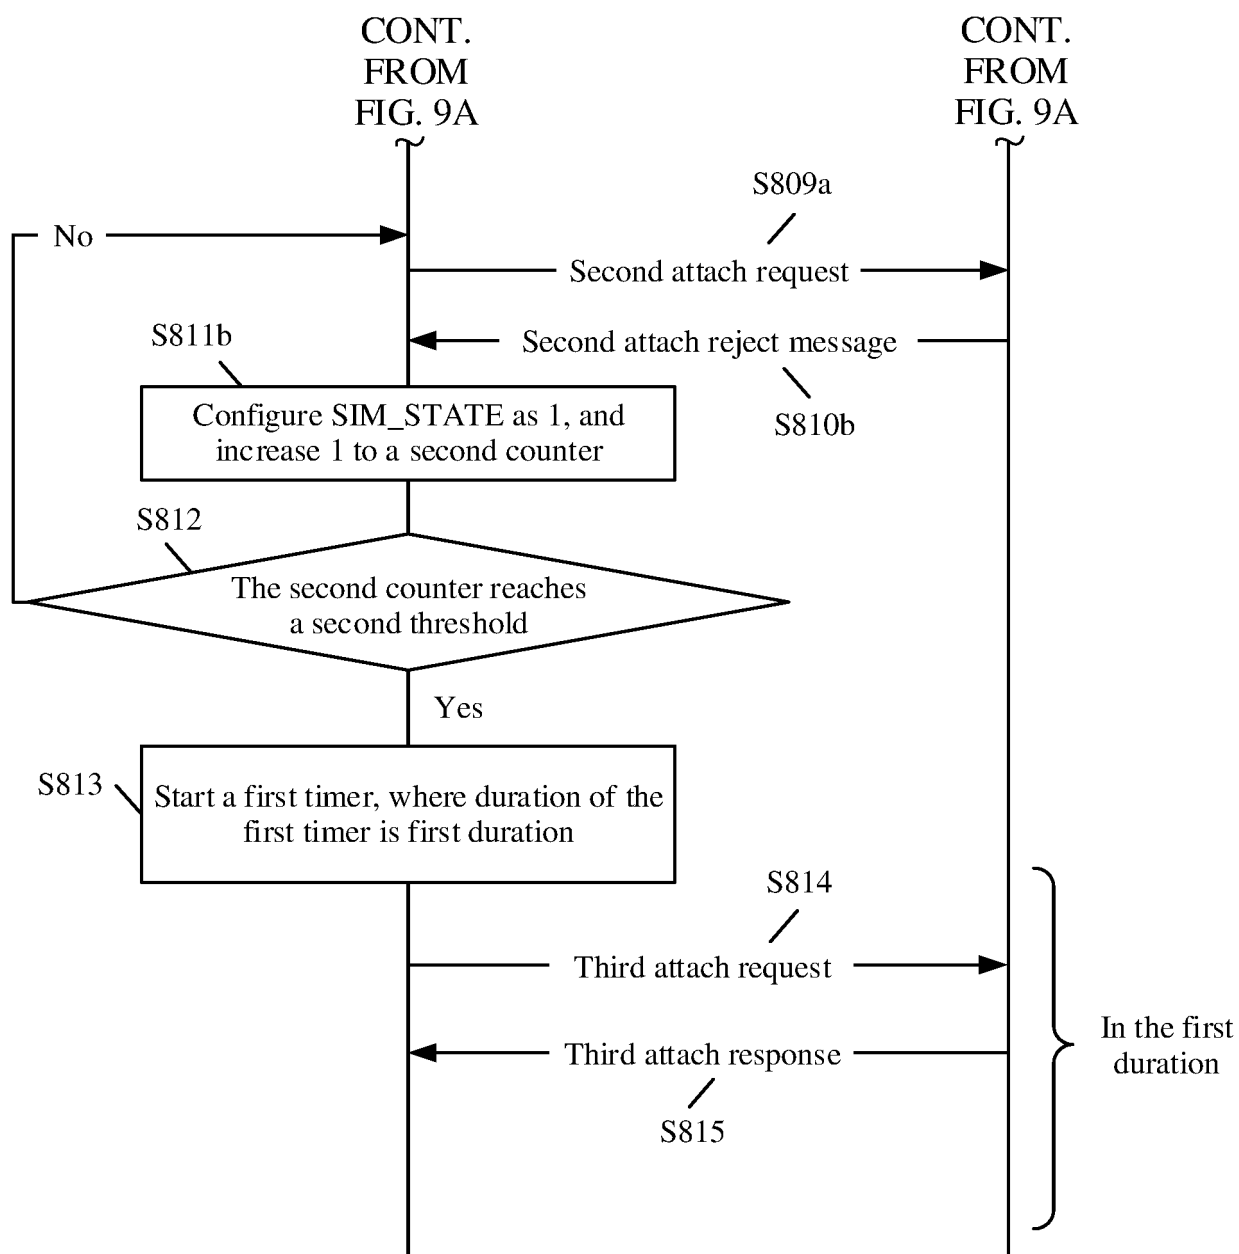 CONT.
FROM
FIG. 9A
CONT.
FROM
FIG. 9A
S809a
No
Second attach request
S811b
Second attach reject message
S810b
Configure SIM_STATE as 1, and
increase 1 to a second counter
S812
The second counter reaches
a second threshold
Yes
S813
Start a first timer, where duration of the
first timer is first duration
S814
Third attach request
In the first
duration
Third attach response
S815